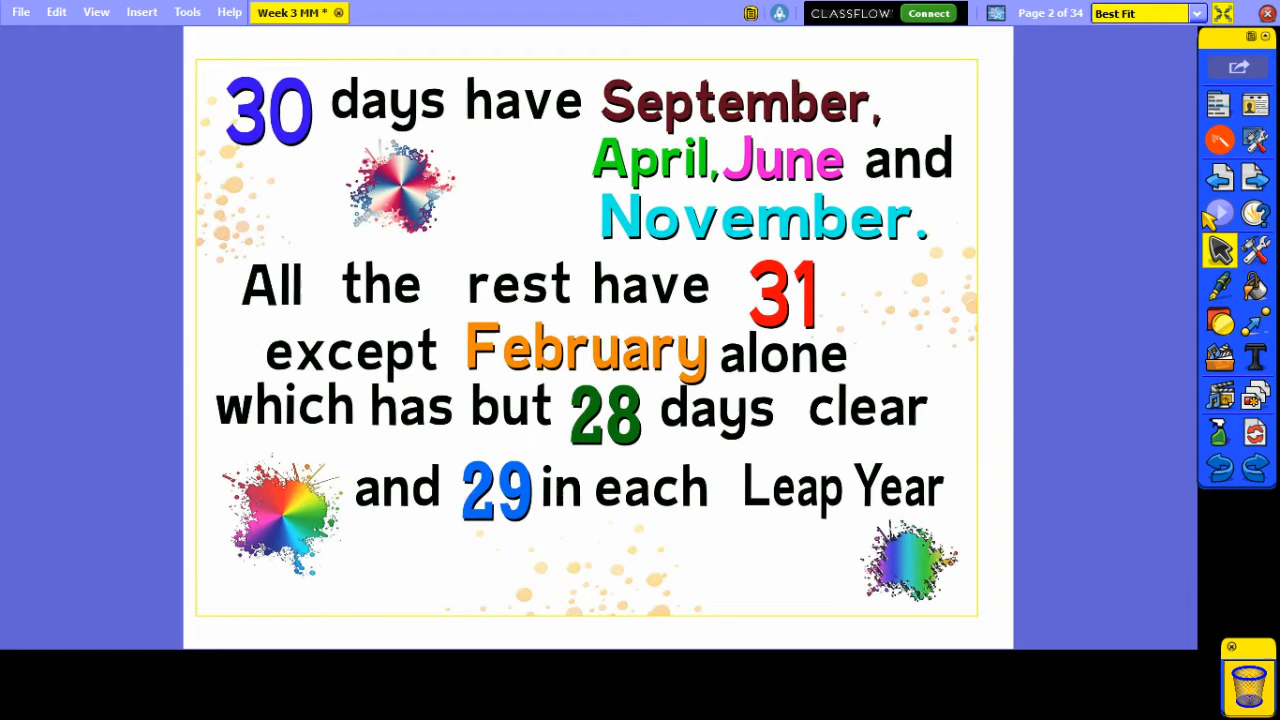 File Edit View Insert Tools Help Week 3 MM * CLASSFLOW Connect Page 2 of 34 Best Fit
30 days have September,
April, June and
November.
All the rest have 31
except February alone
which has but 28 days clear
and 29 in each Leap Year